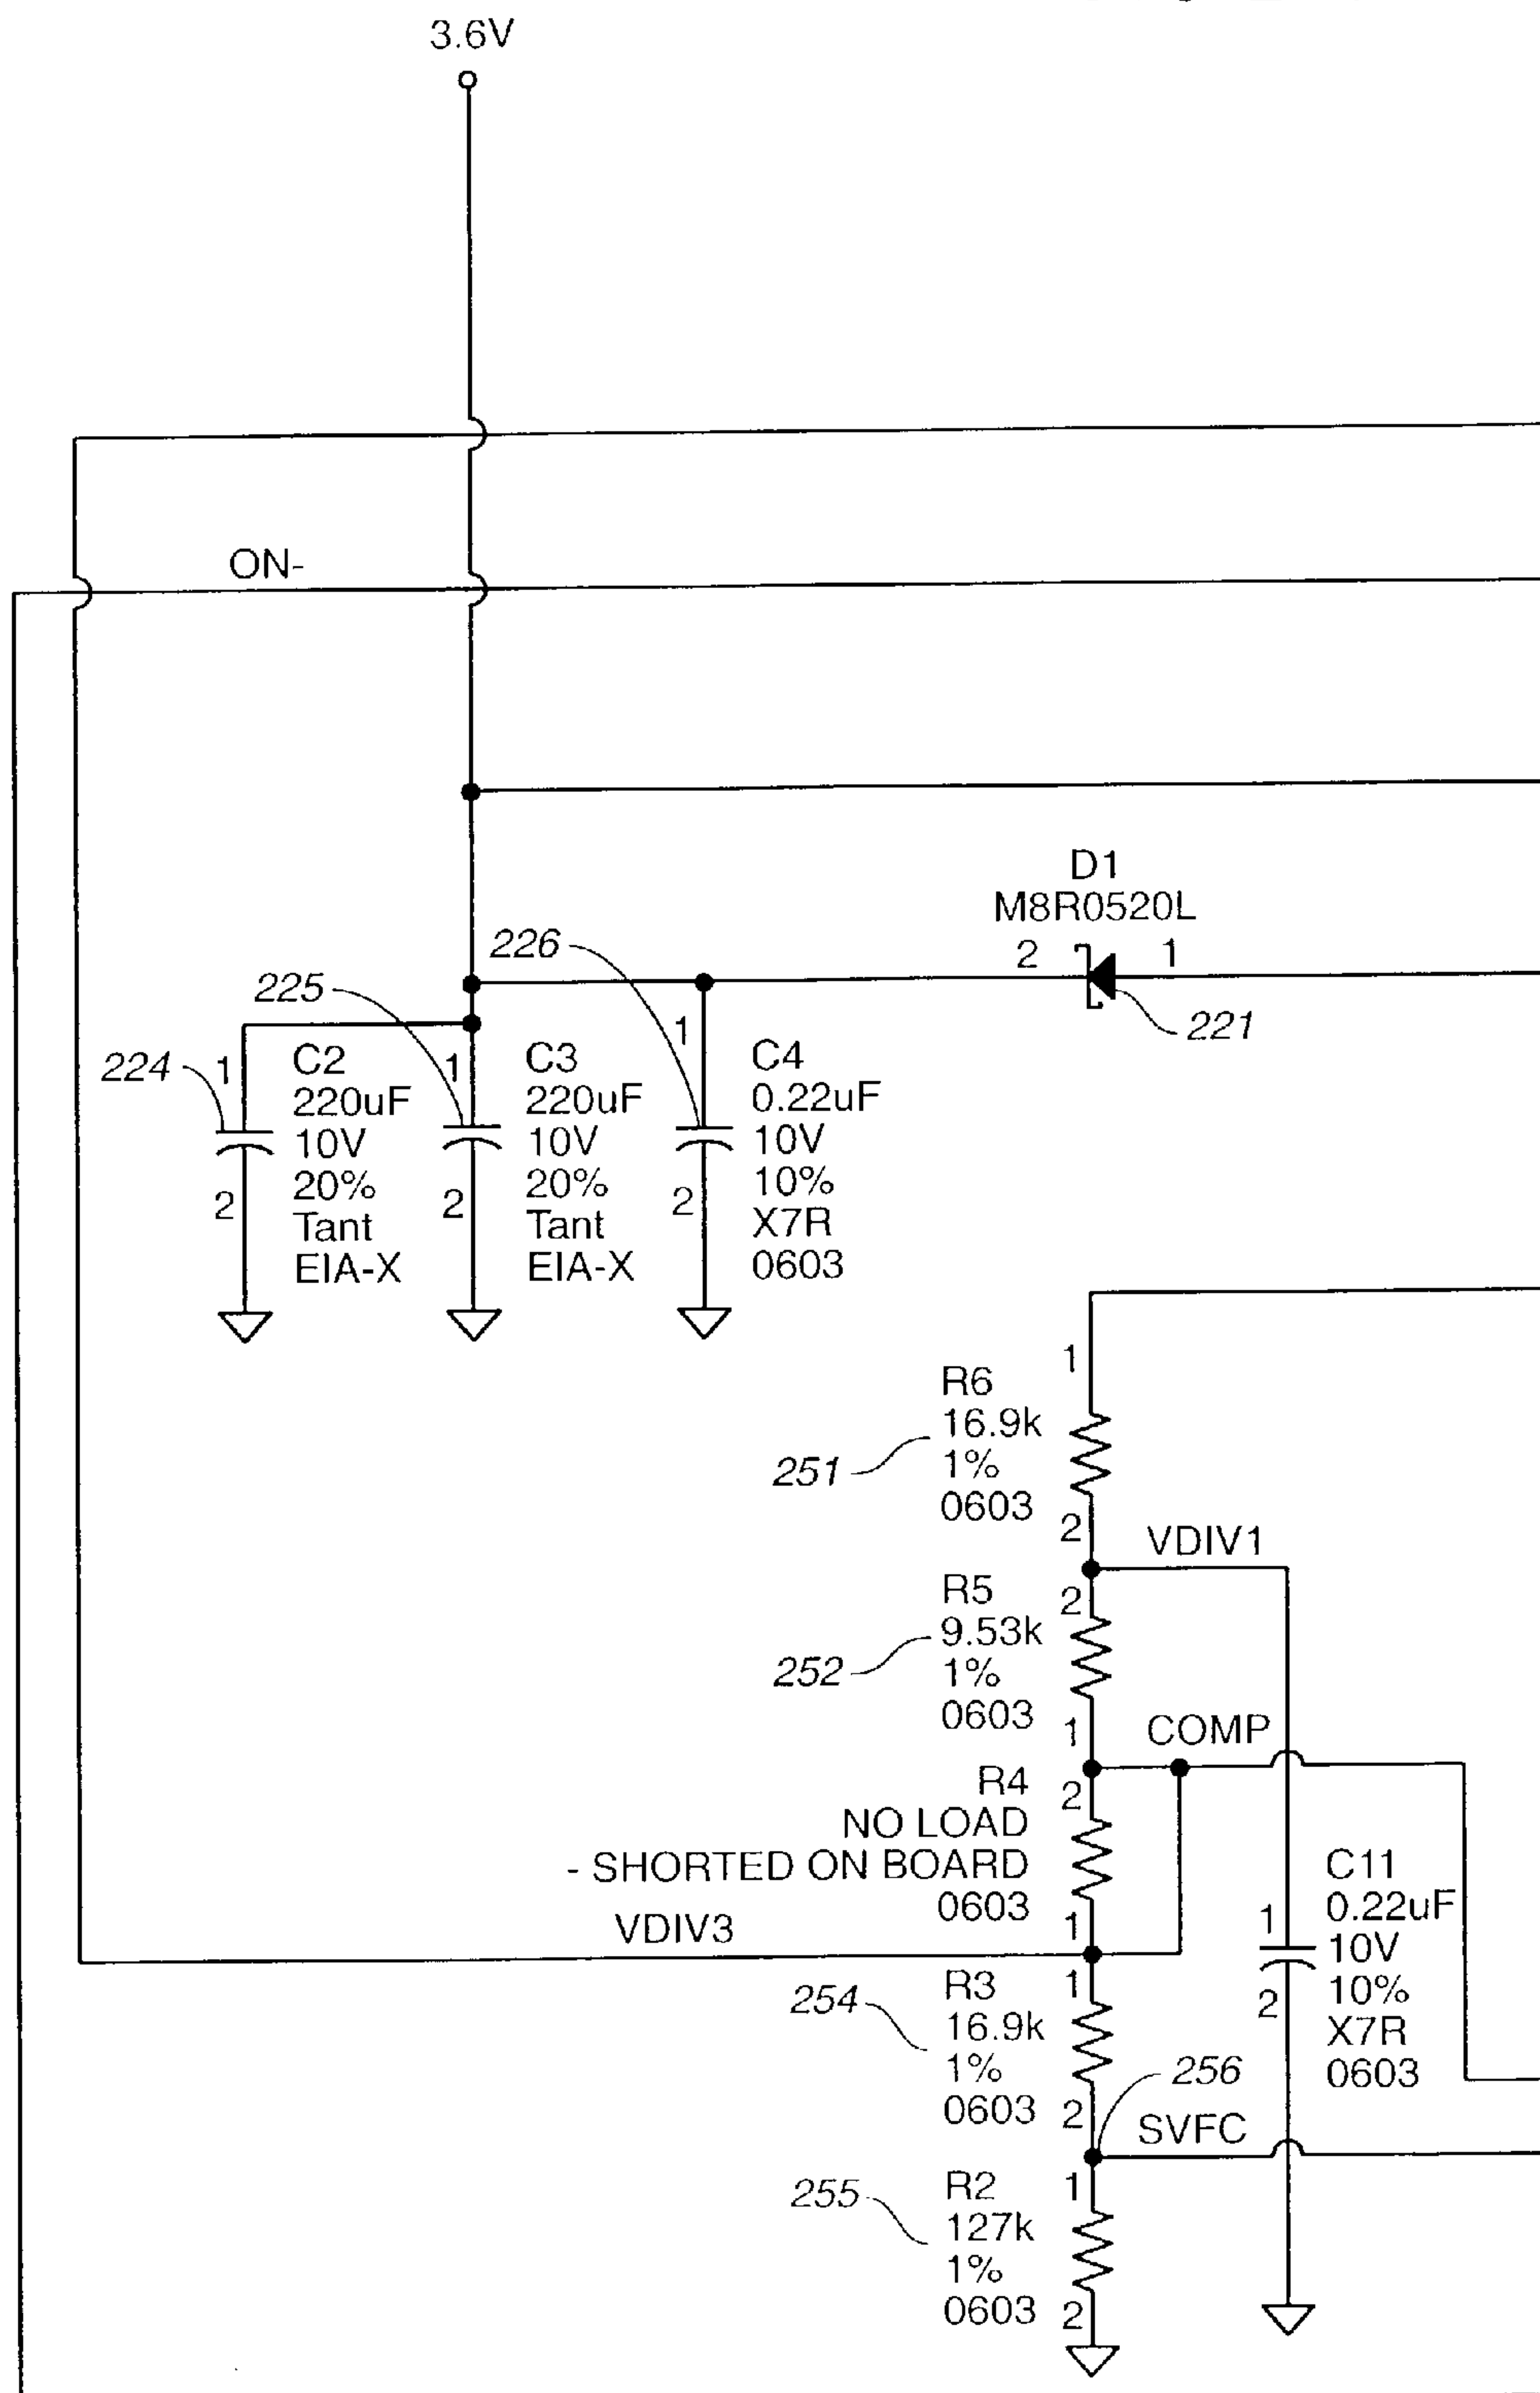 3.6V
ON-
D1
M8R0520L
2
1
221
226
225
224
1
C2
220uF
10V
20%
Tant
EIA-X
2
1
C3
220uF
10V
20%
Tant
EIA-X
2
1
C4
0.22uF
10V
10%
X7R
0603
2
1
R6
16.9k
1%
0603
251
2
VDIV1
2
R5
9.53k
1%
0603
252
1
COMP
2
R4
NO LOAD
- SHORTED ON BOARD
0603
1
VDIV3
1
C11
0.22uF
10V
10%
X7R
0603
2
1
R3
16.9k
1%
0603
254
2
256
SVFC
1
R2
127k
1%
0603
255
2